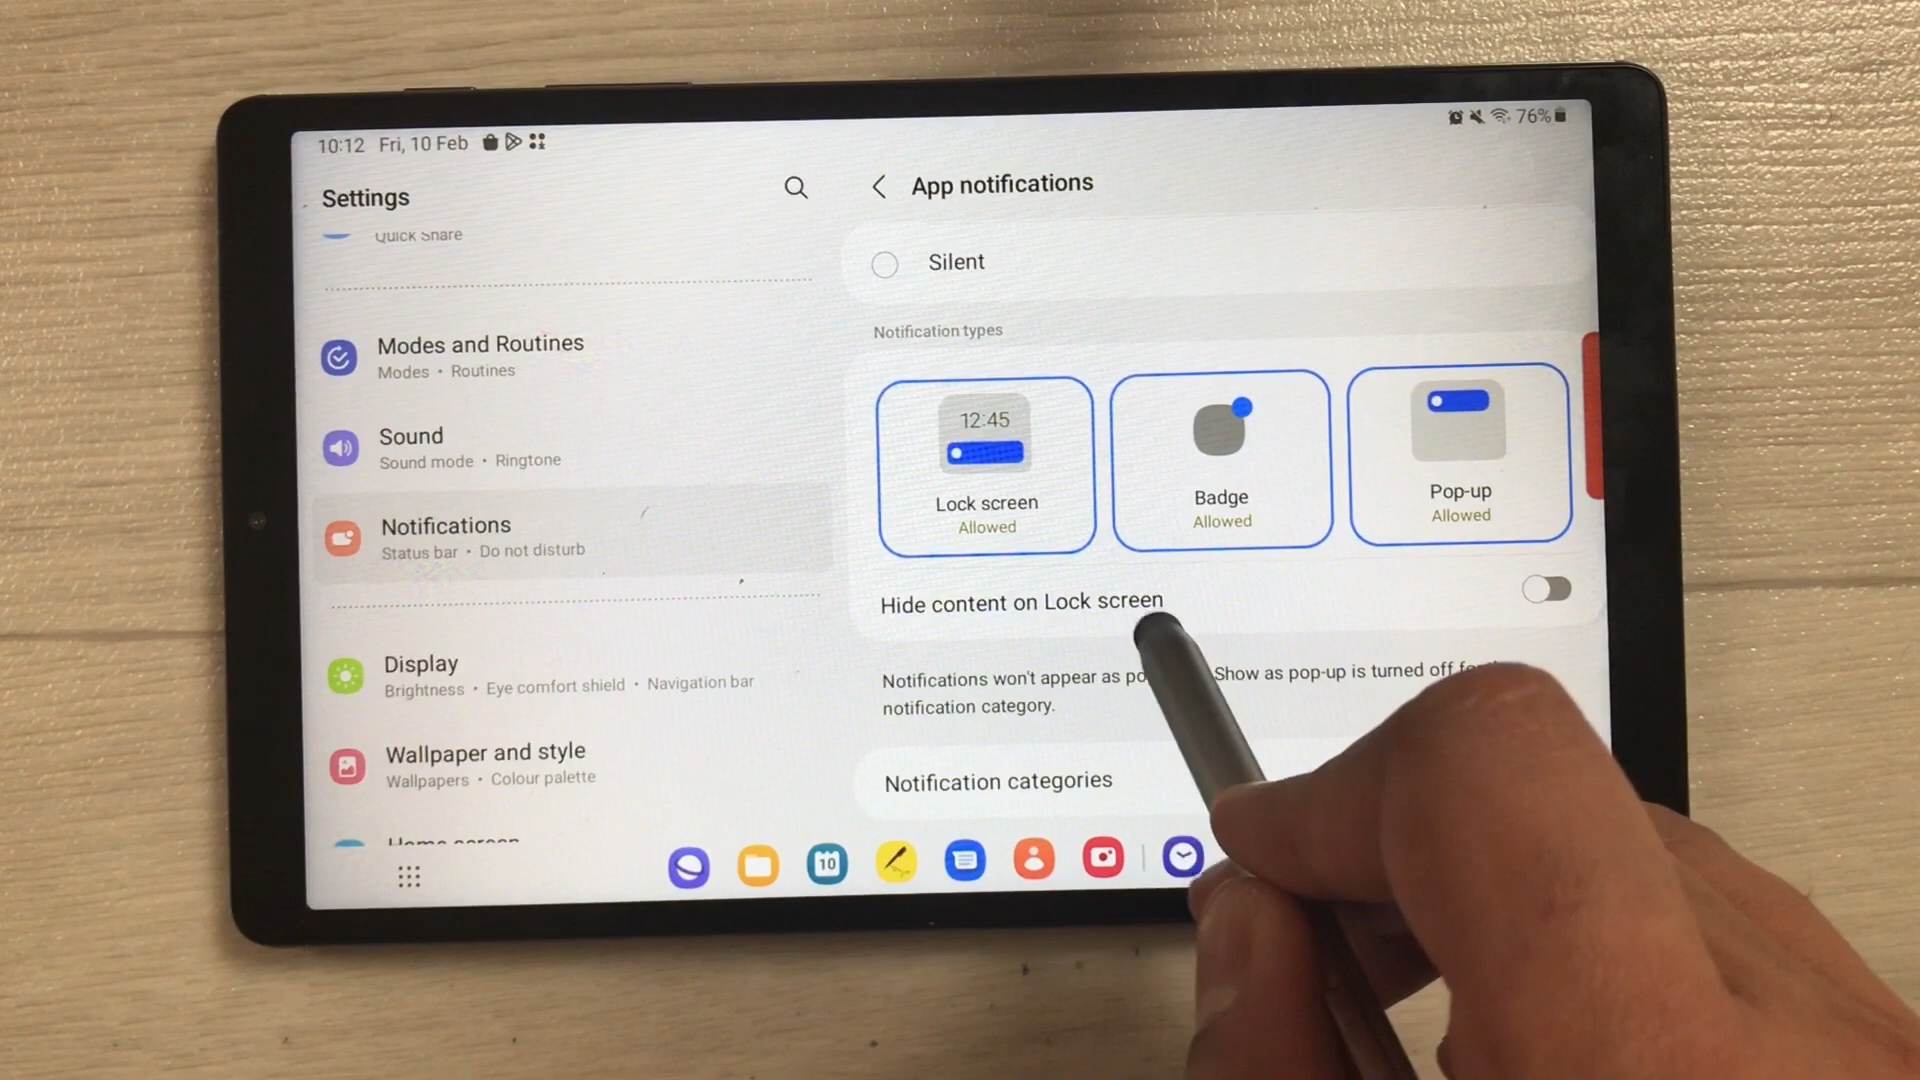 10:12 Fri, 10 Feb
76%
Settings
Quick Share
Modes and Routines
Modes • Routines
Sound
Sound mode • Ringtone
Notifications
Status bar • Do not disturb
Display
Brightness • Eye comfort shield • Navigation bar
Wallpaper and style
Wallpapers • Colour palette
Home screen
App notifications
Silent
Notification types
12:45
Lock screen
Allowed
Badge
Allowed
Pop-up
Allowed
Hide content on Lock screen
Notifications won't appear as Show as pop-up is turned off
notification category.
Notification categories
10